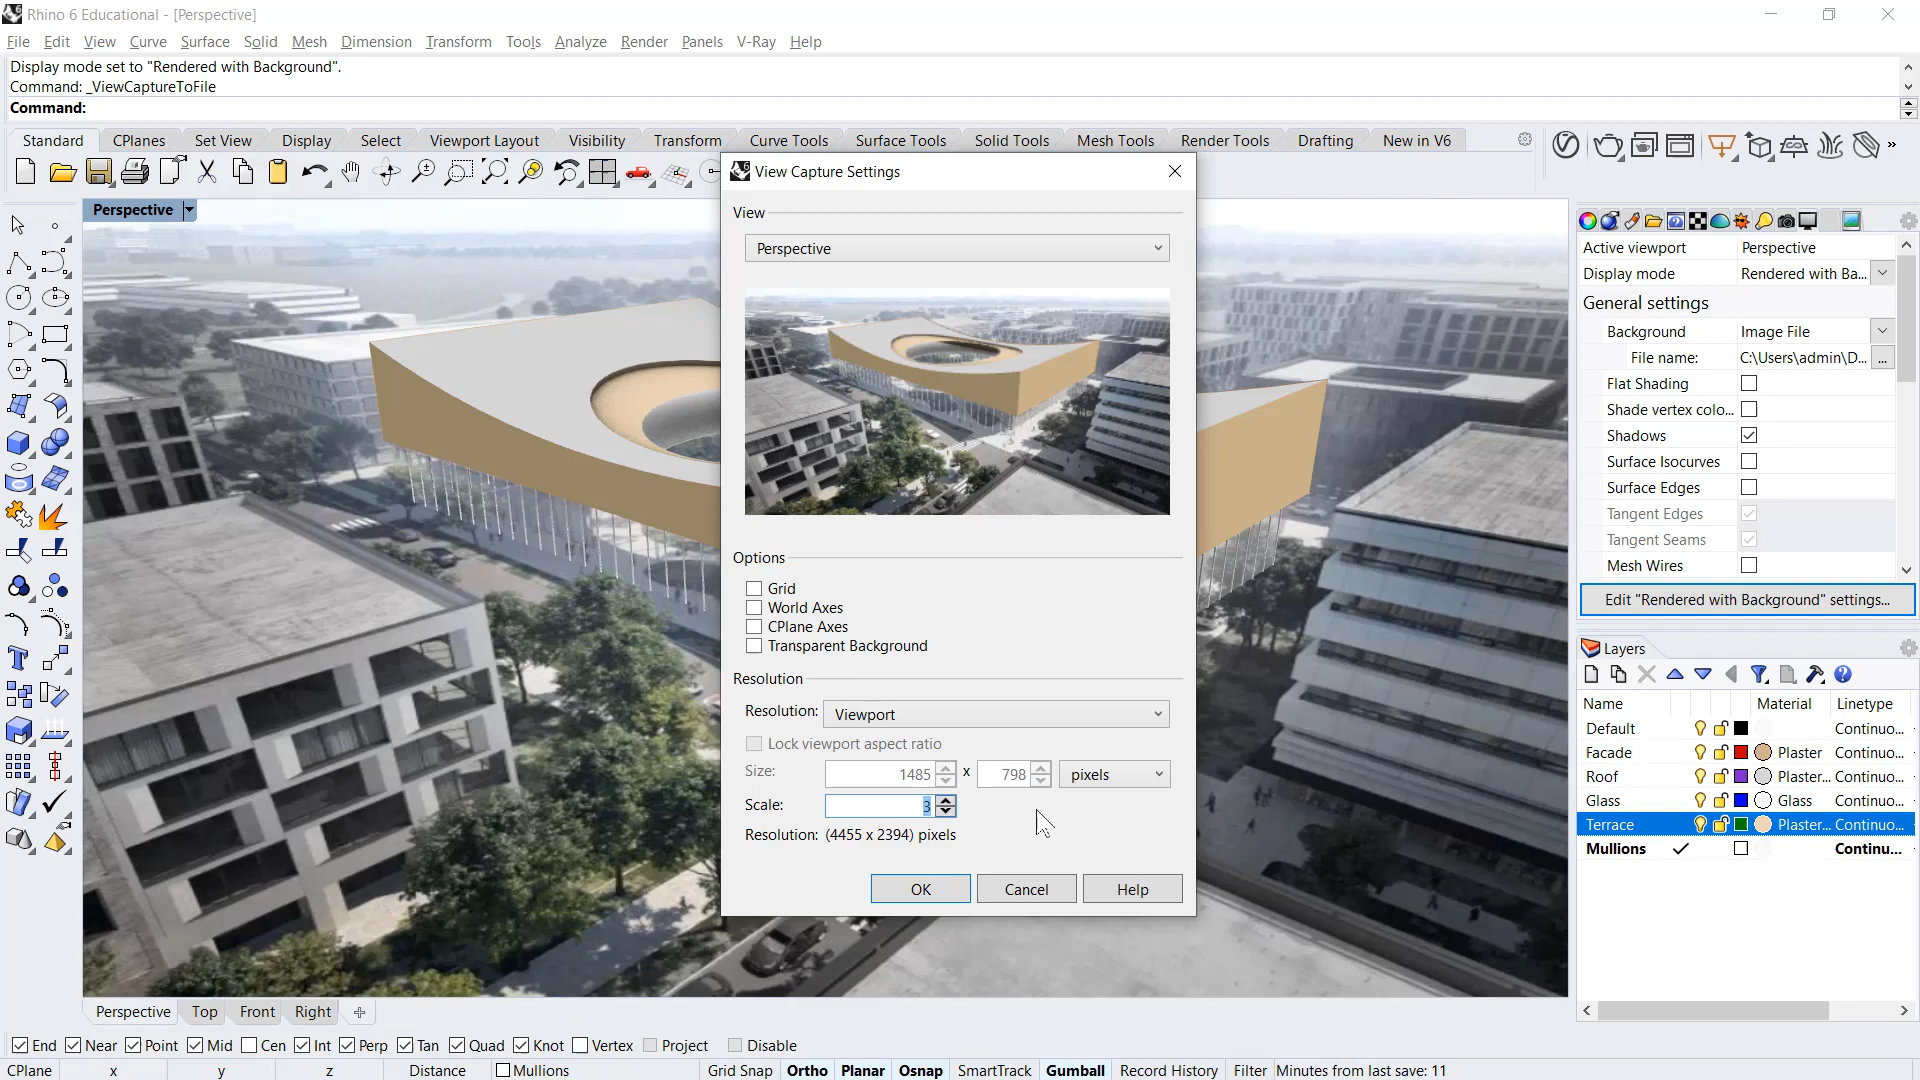 Rhino 6 Educational - [Perspective]
File Edit View Curve Surface Solid Mesh Dimension Transform Tools Analyze Render Panels V-Ray Help
Display mode set to "Rendered with Background".
Command: _ViewCaptureToFile
Command:
Standard CPlanes Set View Display Select Viewport Layout Visibility Transform Curve Tools Surface Tools Solid Tools Mesh Tools Render Tools Drafting New in V6
Perspective
View Capture Settings
View
Perspective
Options
Grid
World Axes
CPlane Axes
Transparent Background
Resolution
Resolution: Viewport
Lock viewport aspect ratio
Size: 1485 x 798 pixels
Scale: 3
Resolution: (4455 x 2394) pixels
OK Cancel Help
Active viewport Perspective
Display mode Rendered with Ba...
General settings
Background Image File
File name: C:\Users\admin\D... ...
Flat Shading
Shade vertex colo...
Shadows
Surface Isocurves
Surface Edges
Tangent Edges
Tangent Seams
Mesh Wires
Edit "Rendered with Background" settings...
Layers
Name Material Linetype
Default Continuo...
Facade Plaster Continuo...
Roof Plaster... Continuo...
Glass Glass Continuo...
Terrace Plaster... Continuo...
Mullions Continu...
Perspective Top Front Right
End Near Point Mid Cen Int Perp Tan Quad Knot Vertex Project Disable
CPlane x y z Distance Mullions Grid Snap Ortho Planar Osnap SmartTrack Gumball Record History Filter Minutes from last save: 11